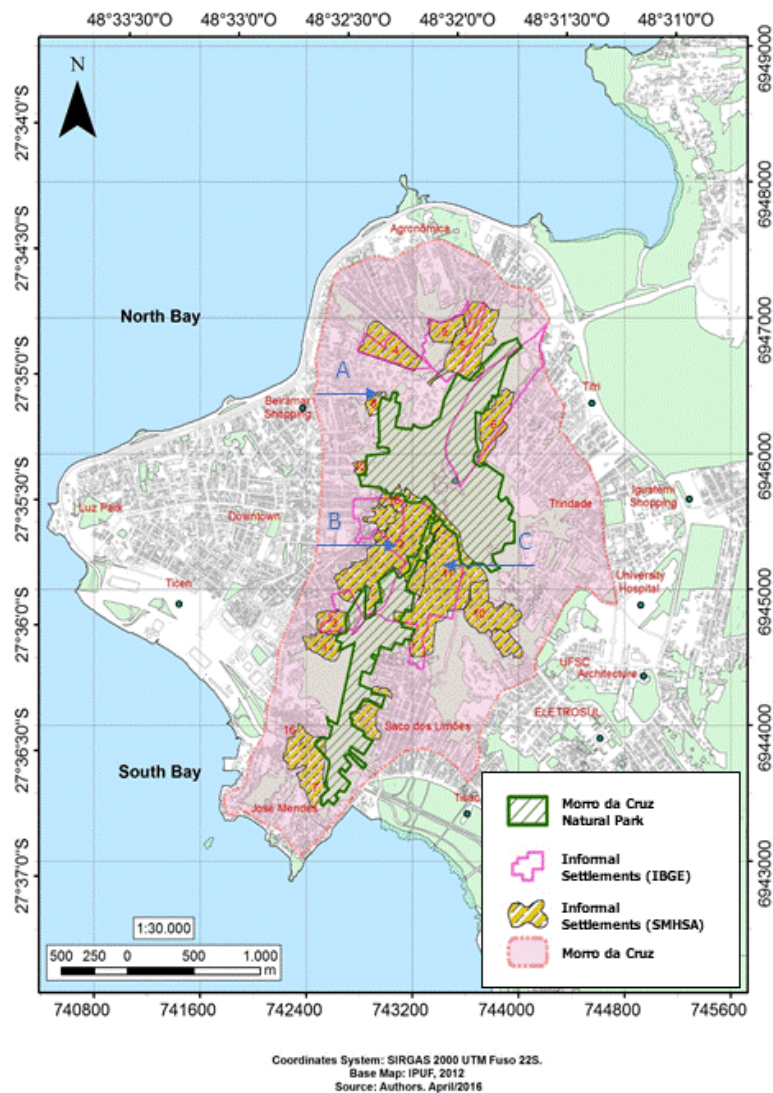 48°33'30"O 48°33'0"O 48°32'30"O 48°32'0"O 48°31'30"O 48°31'0"O
6949000
N
27°34'0"S
6948000
Agronômica
27°34'30"S
North Bay
6947000
27°35'0"S
A
Beiramar
Shopping
Titri
6
6946000
27°35'30"S
Luz Park
Downtown
Trindade
Iguatemi
Shopping
B
C
Ticen
University
Hospital
6945000
27°36'0"S
10
UFSC
Architecture
ELETROSUL
Saco dos Limões
16
6944000
27°36'30"S
South Bay
José Mendes
27°37'0"S
6943000
Morro da Cruz
Natural Park
Informal
Settlements (IBGE)
Informal
Settlements (SMHSA)
Morro da Cruz
1:30.000
500 250 0 500 1.000
m
740800 741600 742400 743200 744000 744800 745600
Coordinates System: SIRGAS 2000 UTM Fuso 22S.
Base Map: IPUF, 2012
Source: Authors. April/2016